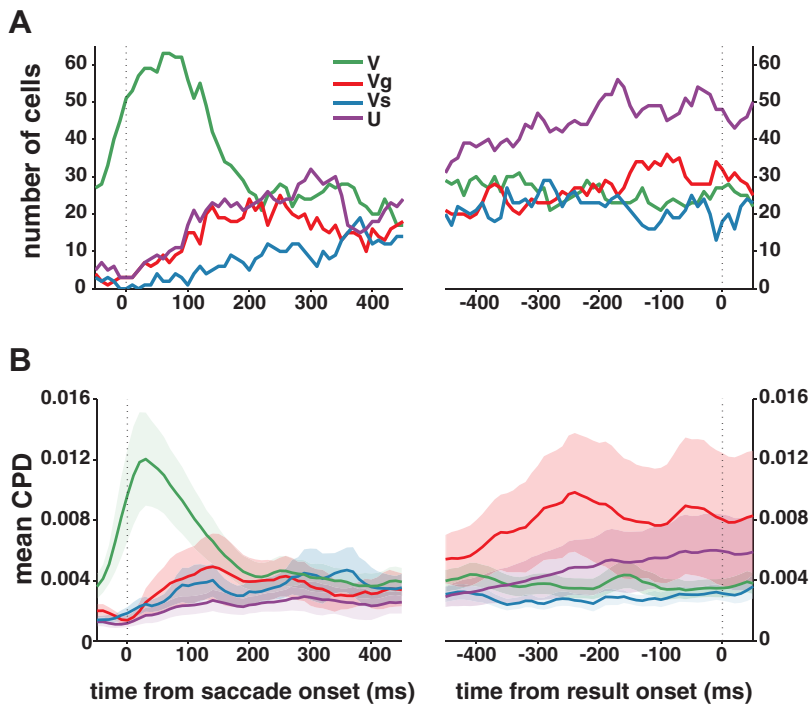 A
number of cells
60
50
40
30
20
10
0
V
Vg
Vs
U
0 100 200 300 400
60
50
40
30
20
10
0
-400 -300 -200 -100 0
B
mean CPD
0.016
0.012
0.008
0.004
0
0 100 200 300 400
time from saccade onset (ms)
0.016
0.012
0.008
0.004
0
-400 -300 -200 -100 0
time from result onset (ms)